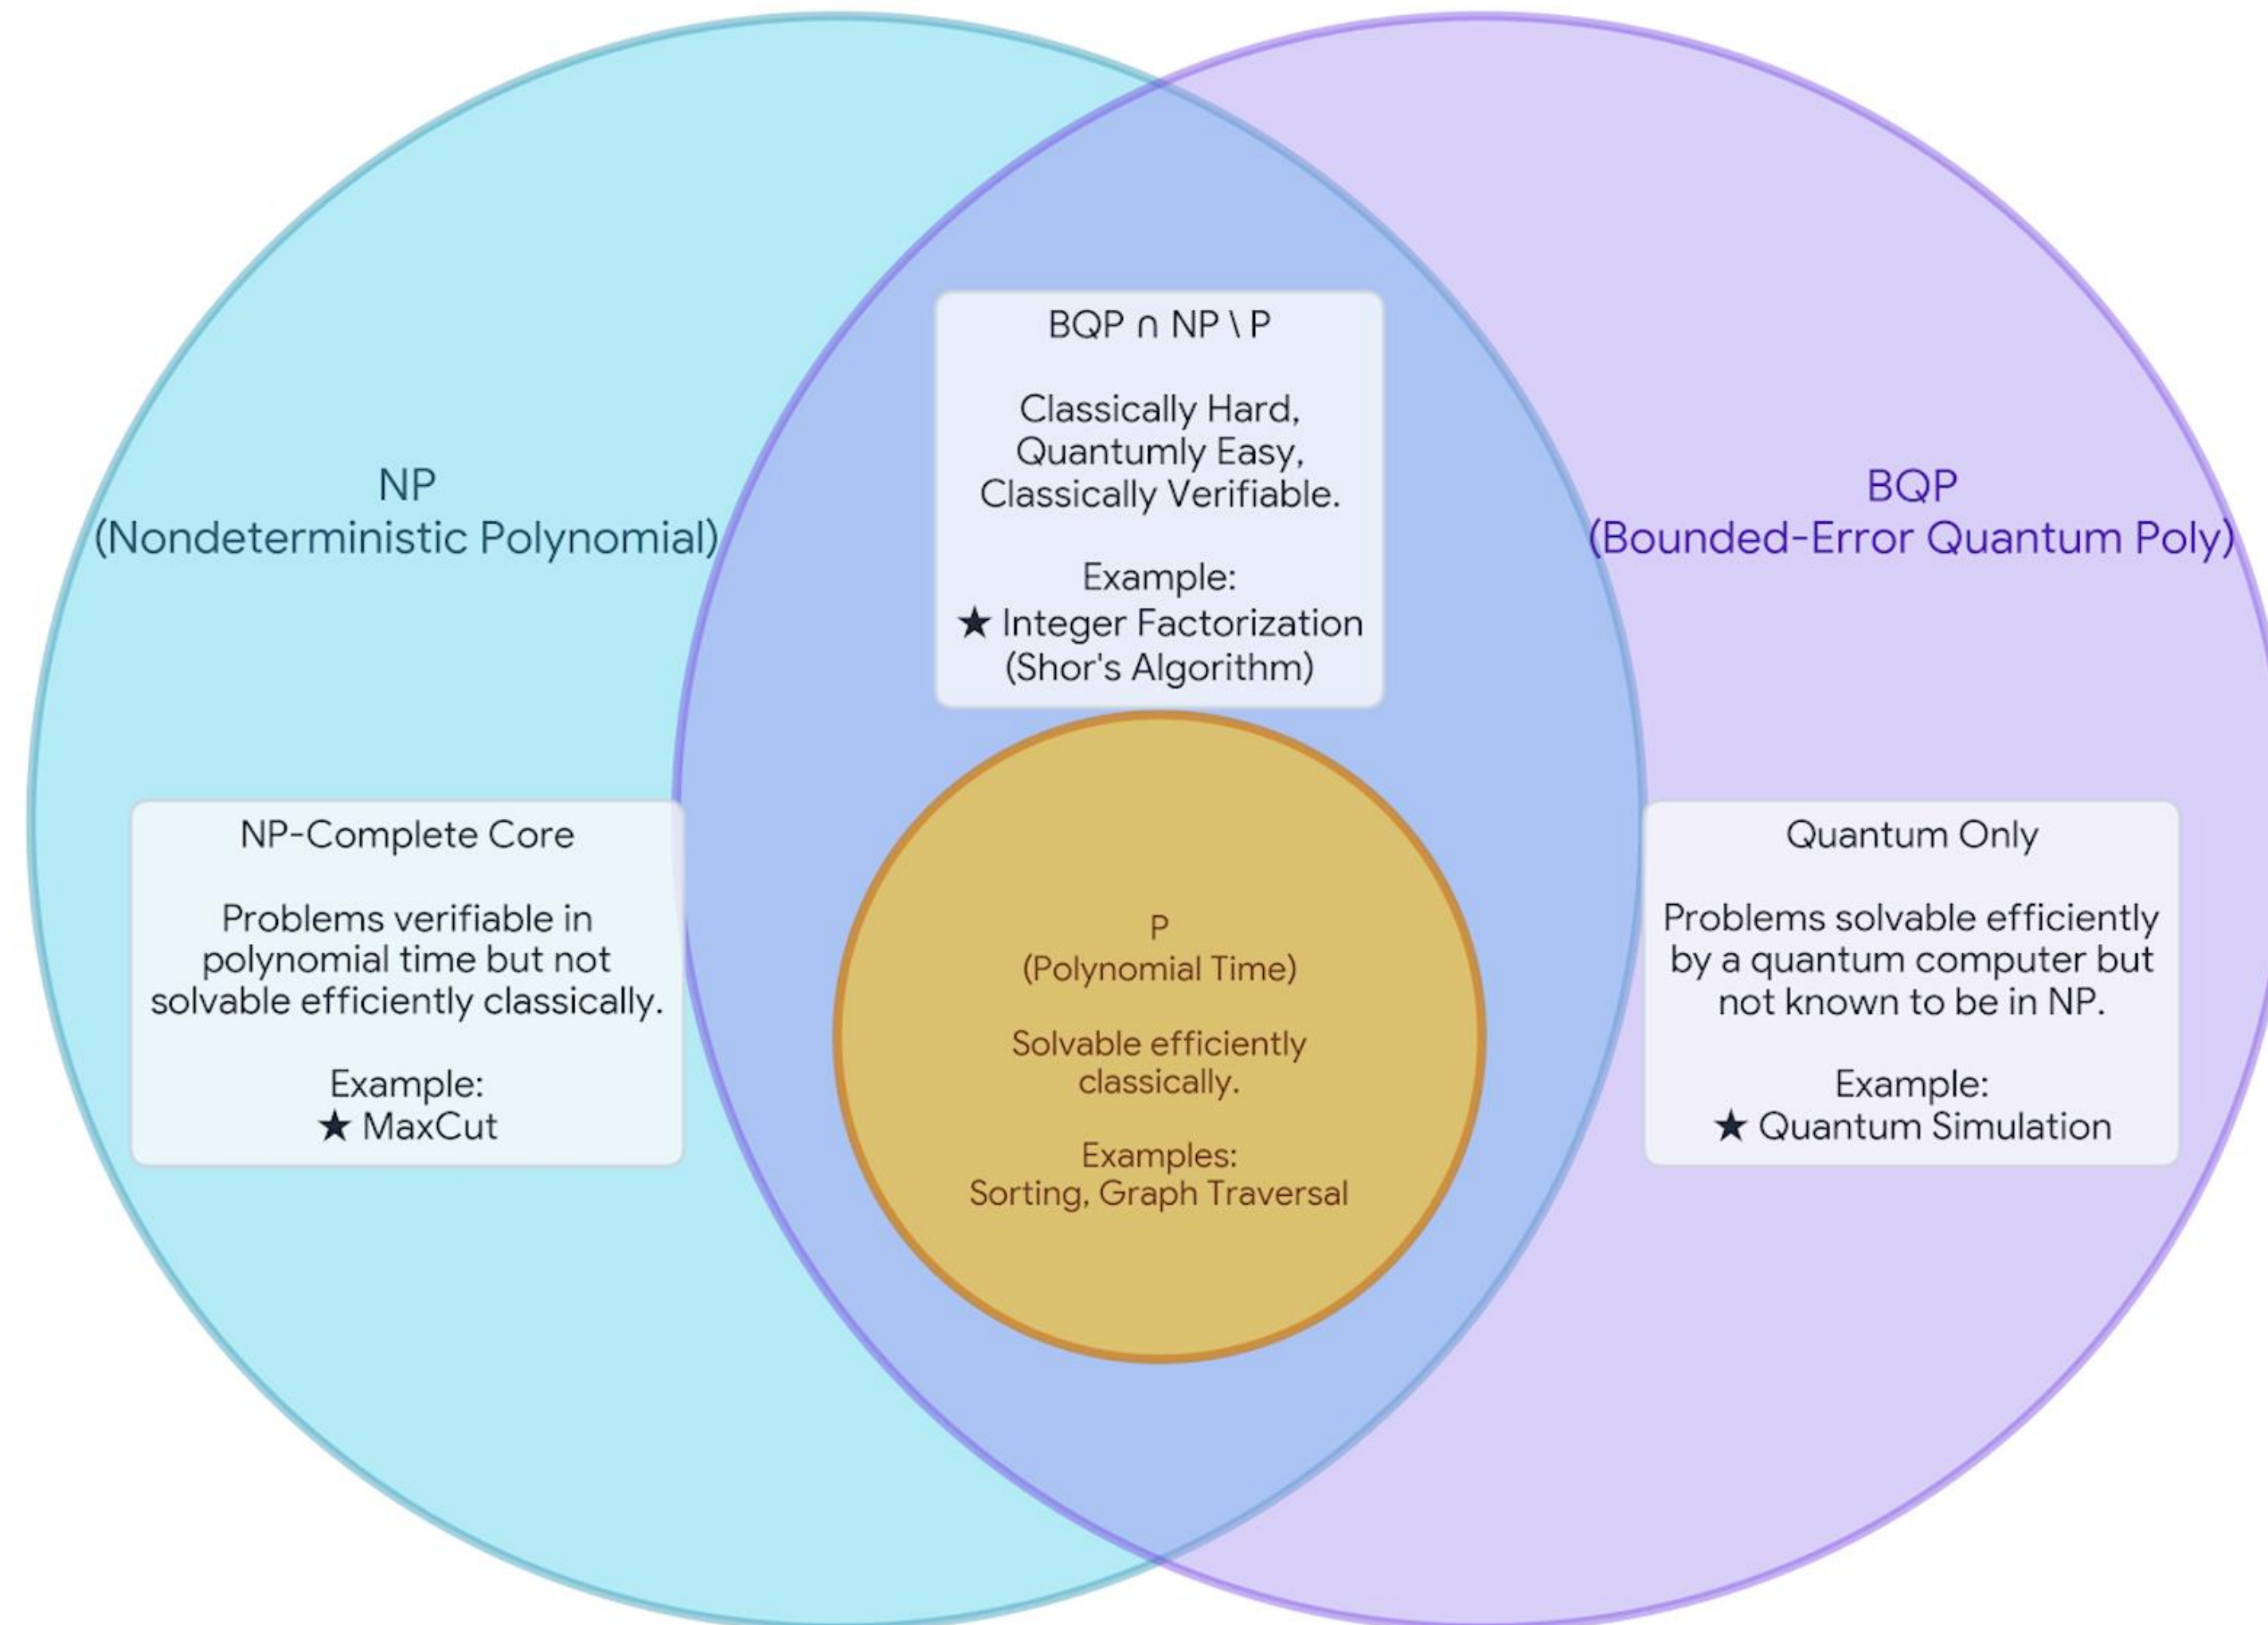 NP
(Nondeterministic Polynomial)
NP-Complete Core
Problems verifiable in
polynomial time but not
solvable efficiently classically.
Example:
★ MaxCut
BQP ∩ NP \ P
Classically Hard,
Quantumly Easy,
Classically Verifiable.
Example:
★ Integer Factorization
(Shor's Algorithm)
P
(Polynomial Time)
Solvable efficiently
classically.
Examples:
Sorting, Graph Traversal
BQP
(Bounded-Error Quantum Poly)
Quantum Only
Problems solvable efficiently
by a quantum computer but
not known to be in NP.
Example:
★ Quantum Simulation